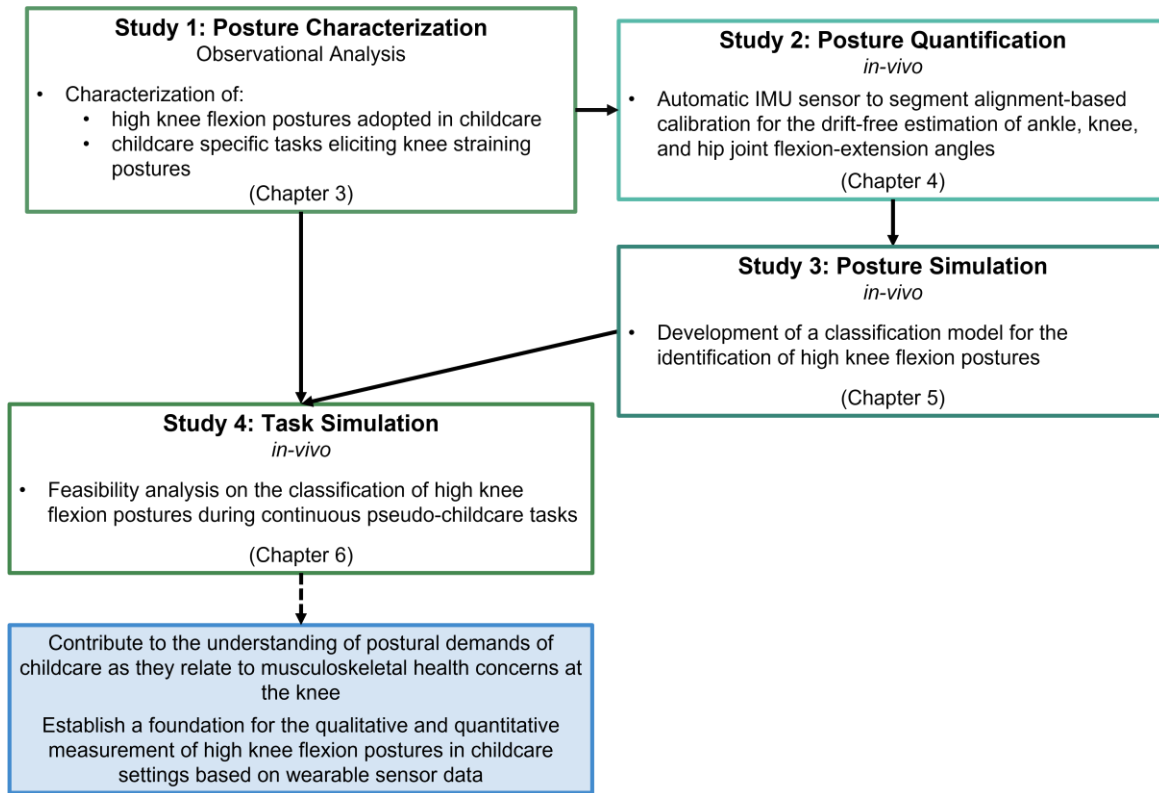 Study 1: Posture Characterization
Observational Analysis
• Characterization of:
• high knee flexion postures adopted in childcare
• childcare specific tasks eliciting knee straining
postures
(Chapter 3)
Study 2: Posture Quantification
in-vivo
• Automatic IMU sensor to segment alignment-based
calibration for the drift-free estimation of ankle, knee,
and hip joint flexion-extension angles
(Chapter 4)
Study 3: Posture Simulation
in-vivo
• Development of a classification model for the
identification of high knee flexion postures
(Chapter 5)
Study 4: Task Simulation
in-vivo
• Feasibility analysis on the classification of high knee
flexion postures during continuous pseudo-childcare tasks
(Chapter 6)
Contribute to the understanding of postural demands of
childcare as they relate to musculoskeletal health concerns at
the knee
Establish a foundation for the qualitative and quantitative
measurement of high knee flexion postures in childcare
settings based on wearable sensor data